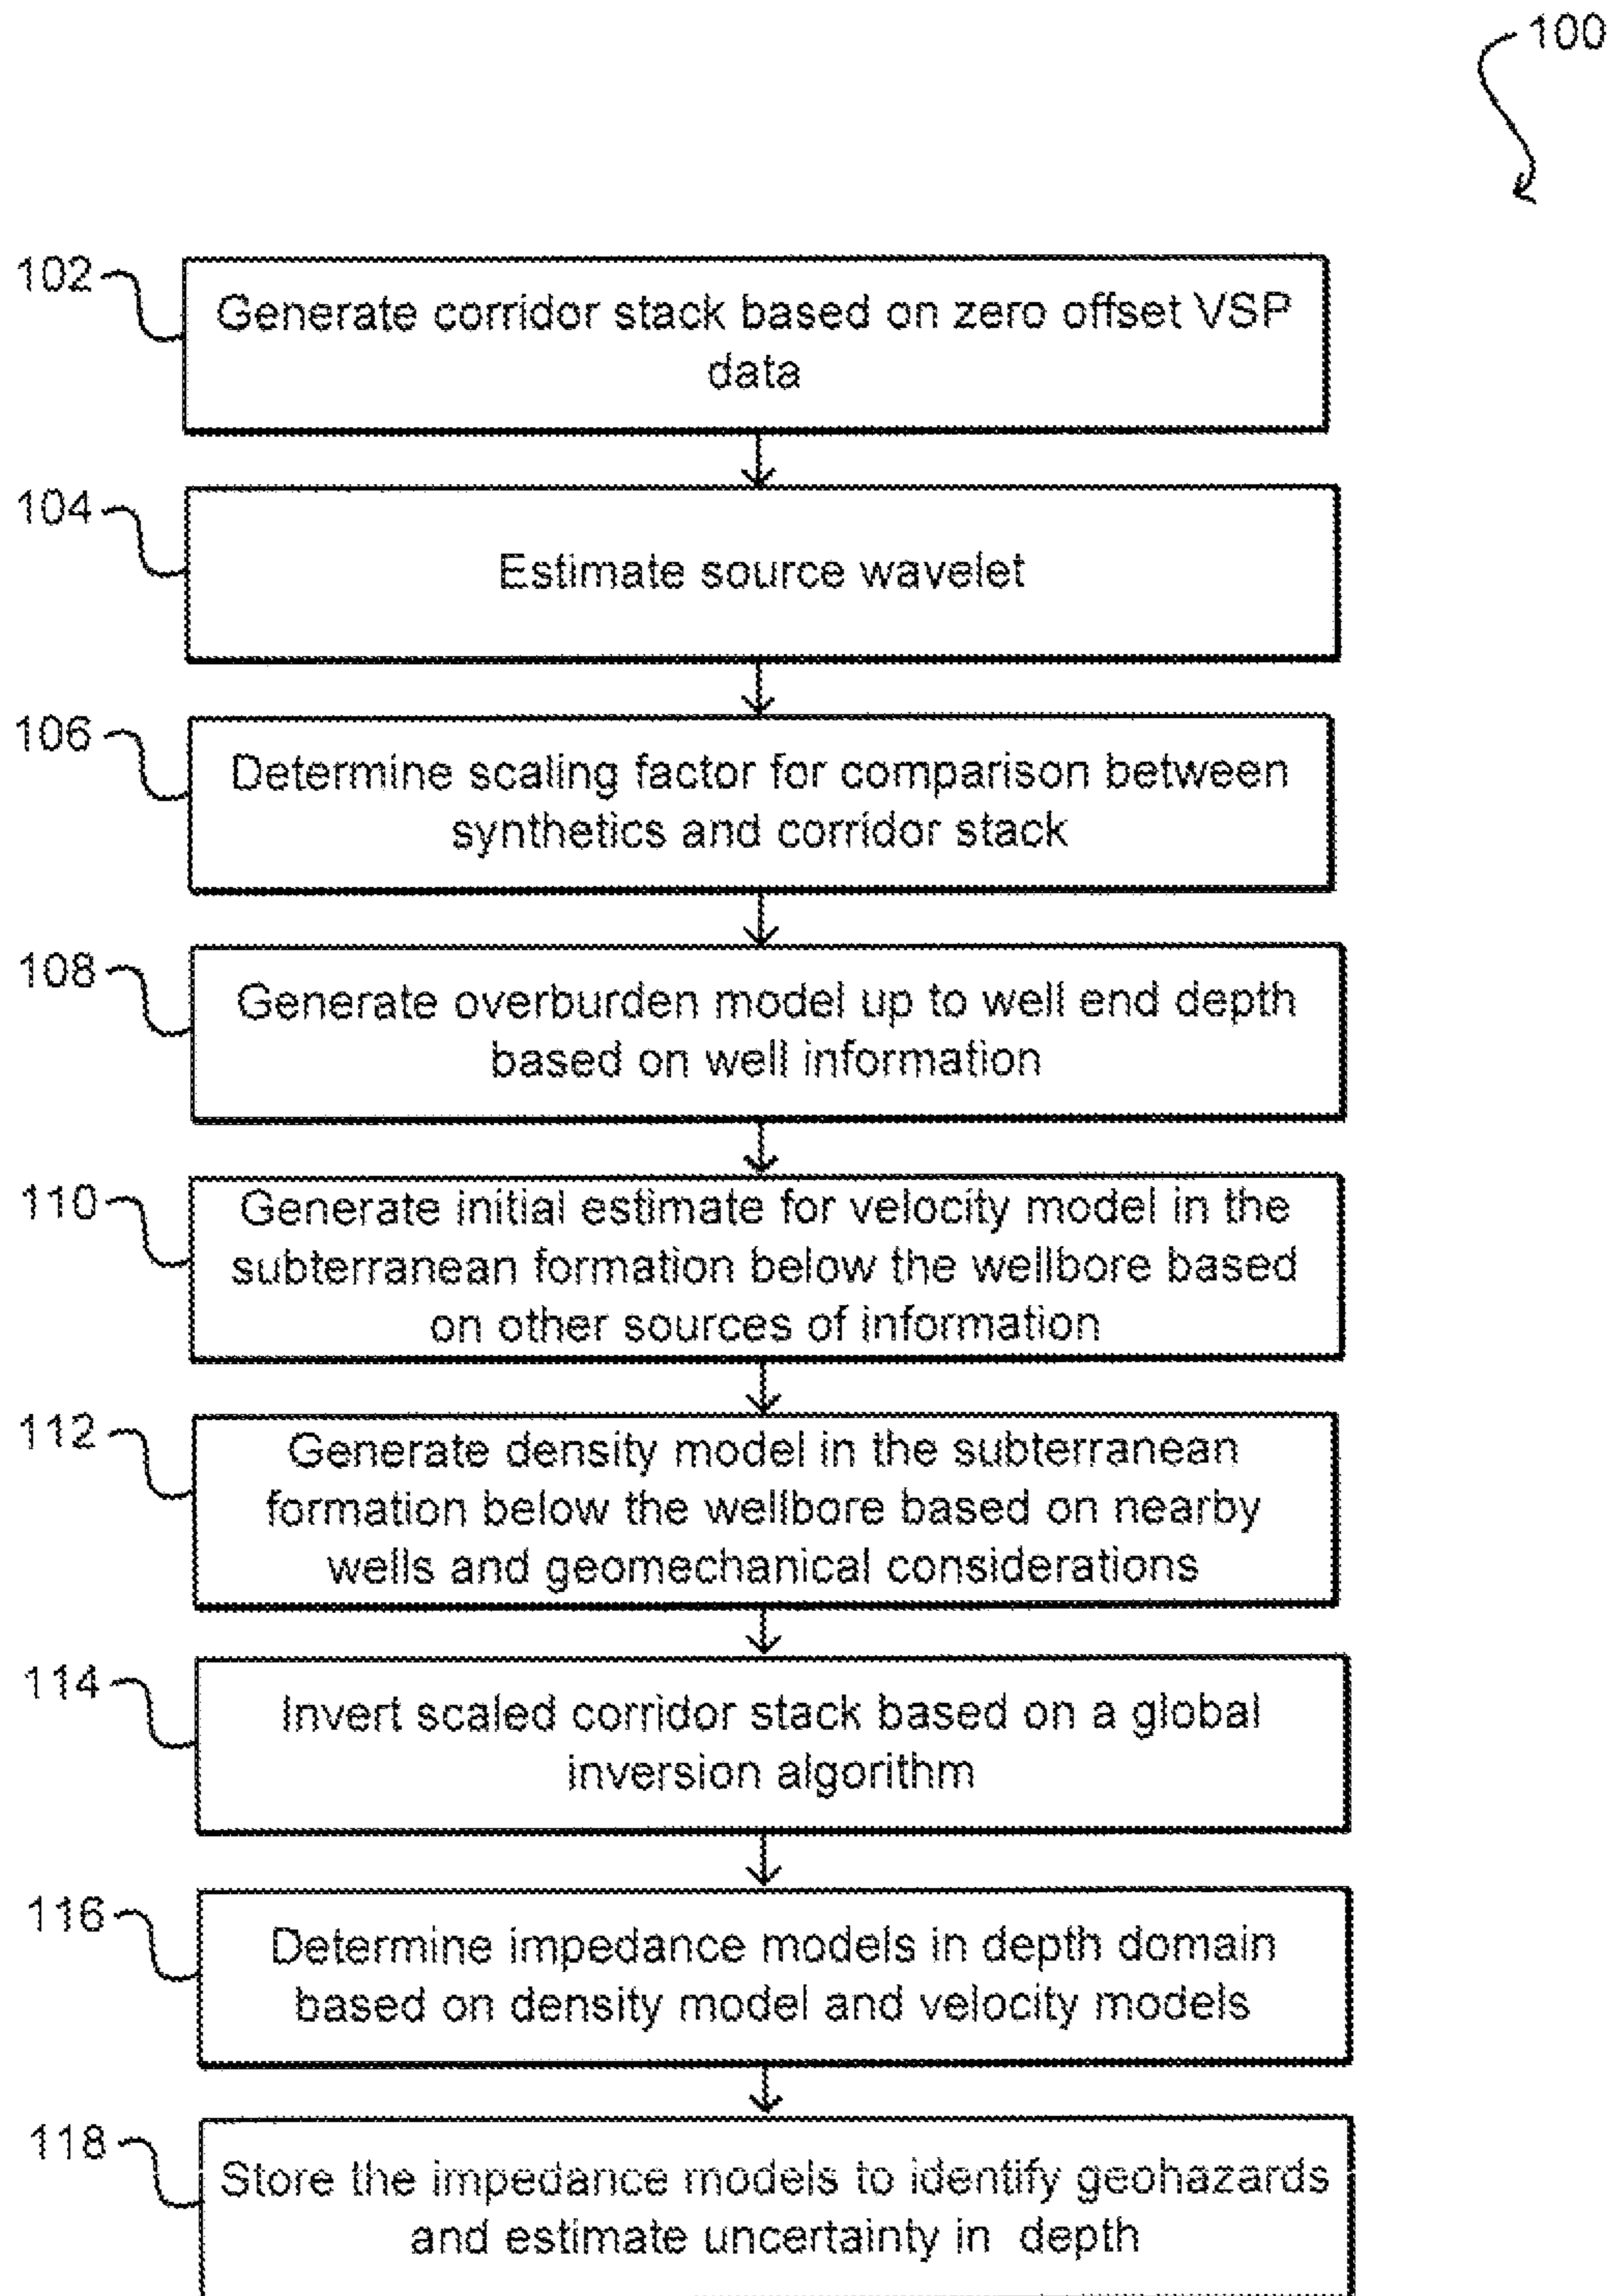 100
102
Generate corridor stack based on zero offset VSP
data
104
Estimate source wavelet
106
Determine scaling factor for comparison between
synthetics and corridor stack
108
Generate overburden model up to well end depth
based on well information
110
Generate initial estimate for velocity model in the
subterranean formation below the wellbore based
on other sources of information
112
Generate density model in the subterranean
formation below the wellbore based on nearby
wells and geomechanical considerations
114
Invert scaled corridor stack based on a global
inversion algorithm
116
Determine impedance models in depth domain
based on density model and velocity models
118
Store the impedance models to identify geohazards
and estimate uncertainty in depth